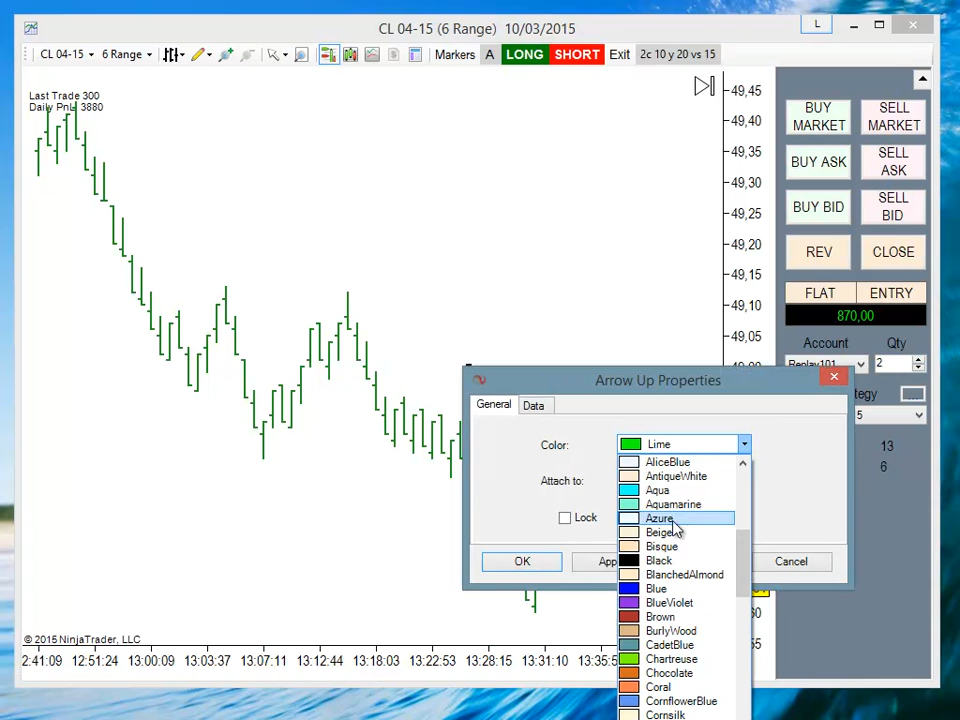 CL 04-15 (6 Range) 10/03/2015
L
CL 04-15
6 Range
Markers
A
LONG
SHORT
Exit
2c 10 y 20 vs 15
Last Trade 300
Daily PnL 3880
49,45
49,40
49,35
49,30
49,25
49,20
49,15
49,10
49,05
BUY
MARKET
SELL
MARKET
BUY ASK
SELL
ASK
BUY BID
SELL
BID
REV
CLOSE
FLAT
ENTRY
870,00
Account
Qty
Replay101
2
5
13
6
Arrow Up Properties
General
Data
Color:
Lime
Attach to:
Lock
OK
App
Cancel
AliceBlue
AntiqueWhite
Aqua
Aquamarine
Azure
Beige
Bisque
Black
BlanchedAlmond
Blue
BlueViolet
Brown
BurlyWood
CadetBlue
Chartreuse
Chocolate
Coral
CornflowerBlue
Cornsilk
60
55
© 2015 NinjaTrader, LLC
2:41:09
12:51:24
13:00:09
13:03:37
13:07:11
13:12:44
13:18:03
13:22:53
13:28:15
13:31:10
13:35:5